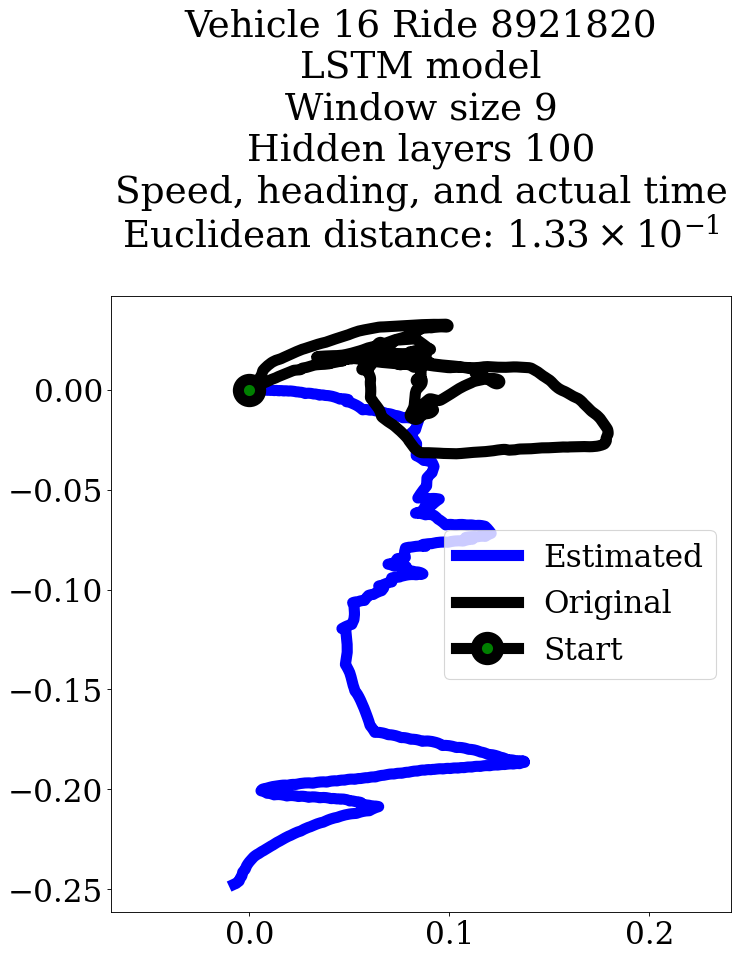 Vehicle 16 Ride 8921820
LSTM model
Window size 9
Hidden layers 100
Speed, heading, and actual time
Euclidean distance: 1.33 × 10⁻¹
0.00
−0.05
−0.10
−0.15
−0.20
−0.25
Estimated
Original
Start
0.0 0.1 0.2